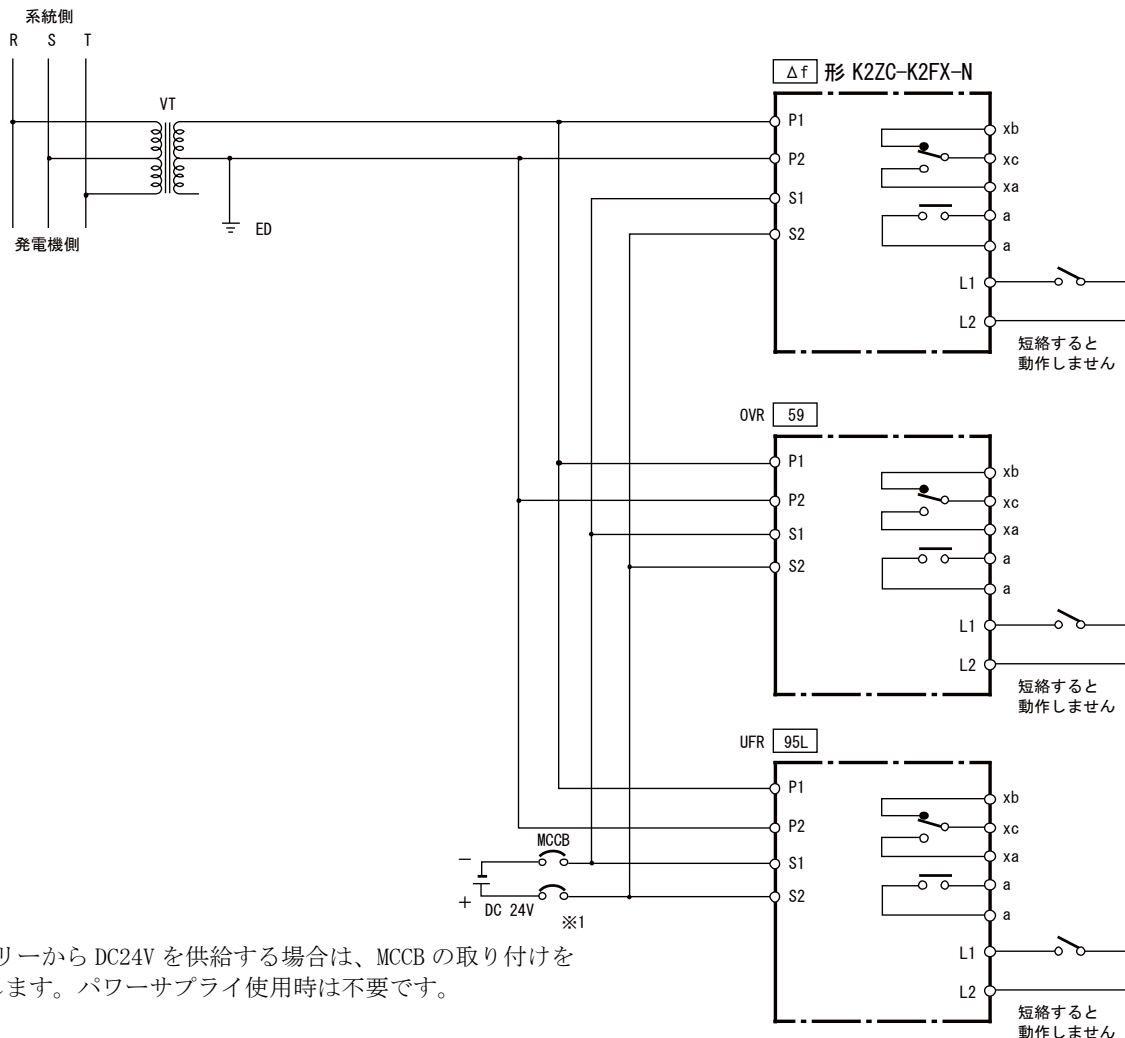 系統側
R S T
VT
ED
発電機側
Δf 形 K2ZC-K2FX-N
P1
P2
S1
S2
xb
xc
xa
a
a
L1
L2
短絡すると
動作しません
OVR 59
P1
P2
S1
S2
xb
xc
xa
a
a
L1
L2
短絡すると
動作しません
UFR 95L
P1
P2
S1
S2
xb
xc
xa
a
a
L1
L2
短絡すると
動作しません
MCCB
−
+
DC 24V
※1
リーから DC24V を供給する場合は、MCCB の取り付けを
します。パワーサプライ使用時は不要です。